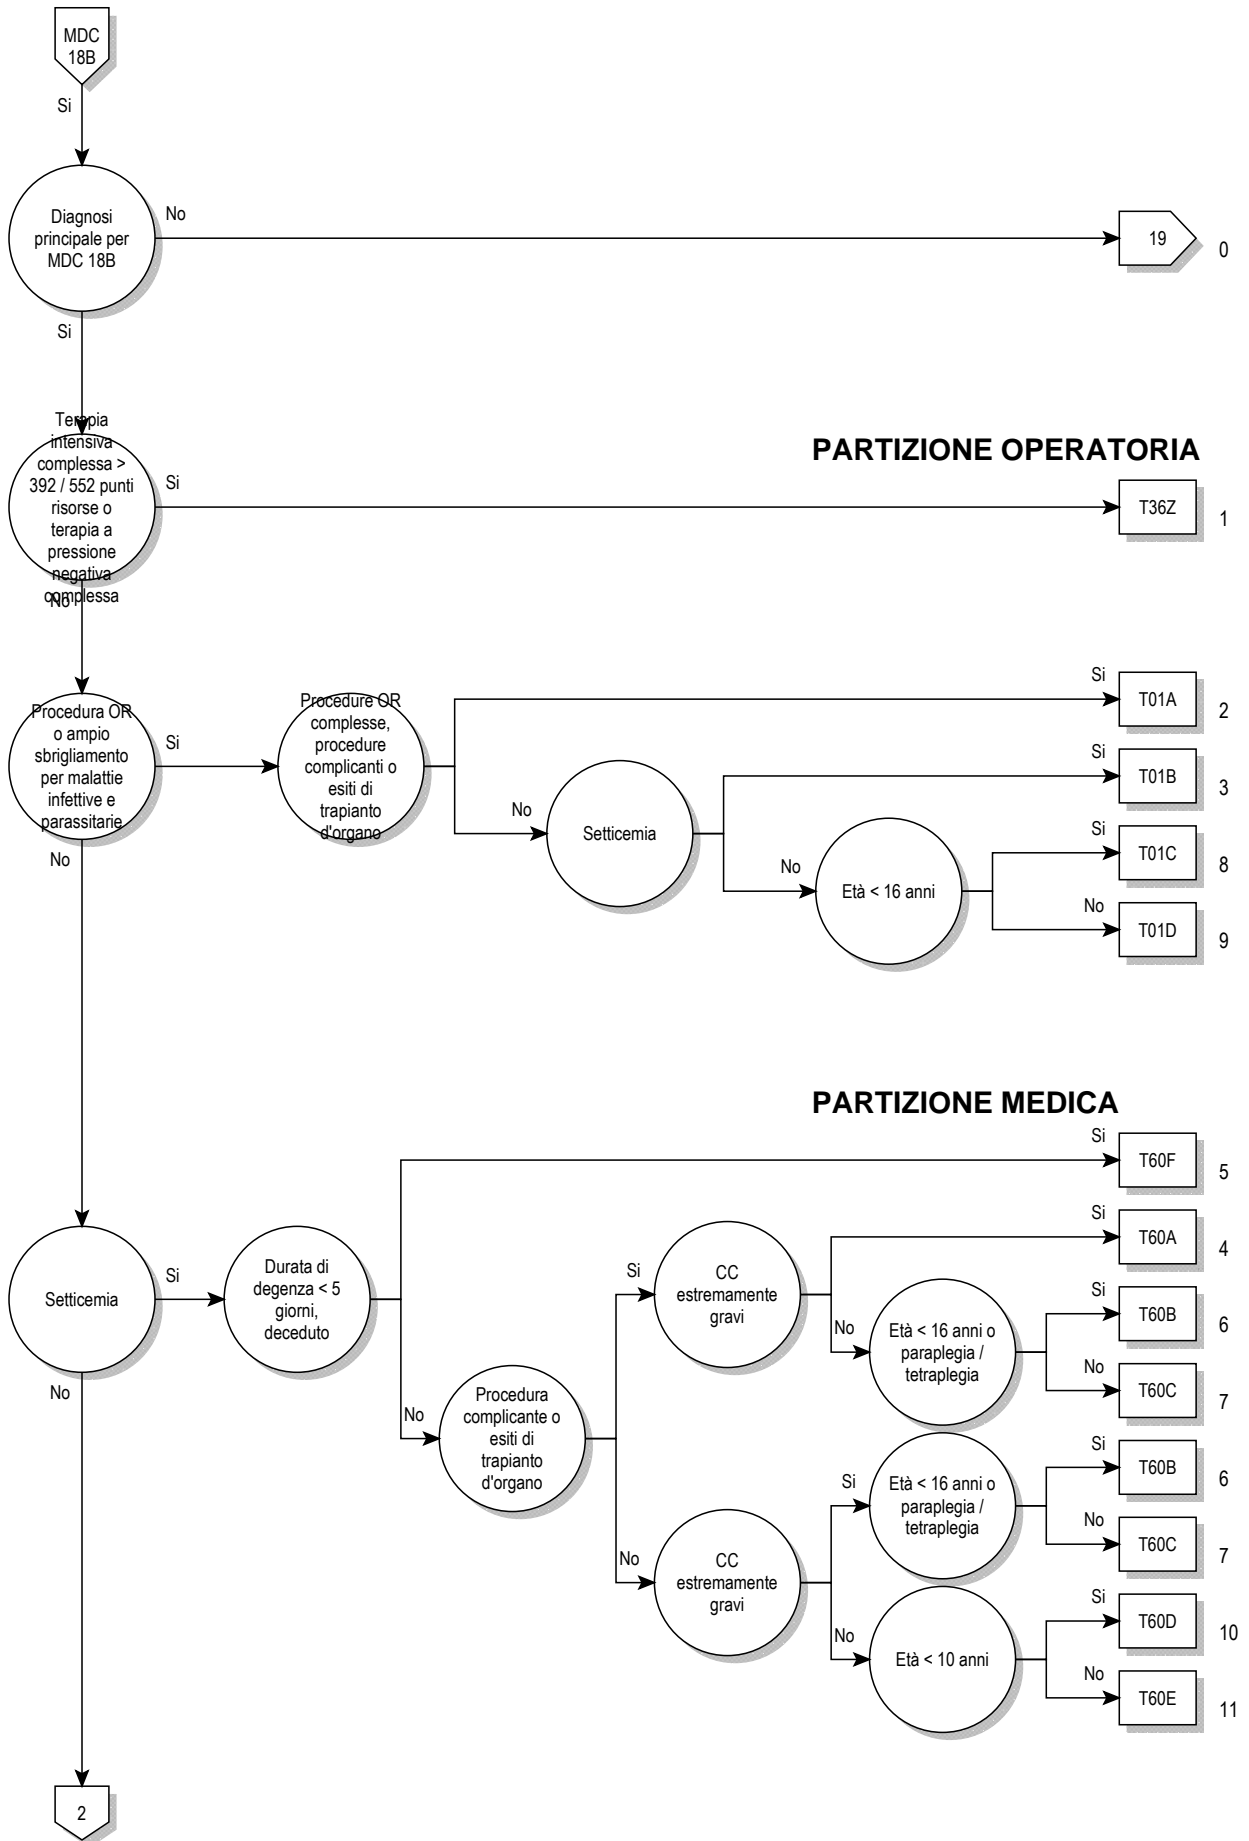 MDC
18B
Si
Diagnosi
principale per
MDC 18B
No
19
0
Si
Terapia
intensiva
complessa >
392 / 552 punti
risorse o
terapia a
pressione
negativa
complessa
Si
PARTIZIONE OPERATORIA
T36Z
1
No
Procedura OR
o ampio
sbrigliamento
per malattie
infettive e
parassitarie
Si
Procedure OR
complesse,
procedure
complicanti o
esiti di
trapianto
d'organo
Si
T01A
2
No
Setticemia
Si
T01B
3
No
Età < 16 anni
Si
T01C
8
No
T01D
9
No
PARTIZIONE MEDICA
Setticemia
Si
Durata di
degenza < 5
giorni,
deceduto
Si
T60F
5
No
Procedura
complicante o
esiti di
trapianto
d'organo
Si
CC
estremamente
gravi
Si
T60A
4
No
Età < 16 anni o
paraplegia /
tetraplegia
Si
T60B
6
No
T60C
7
No
CC
estremamente
gravi
Si
Età < 16 anni o
paraplegia /
tetraplegia
Si
T60B
6
No
T60C
7
No
Età < 10 anni
Si
T60D
10
No
T60E
11
No
2